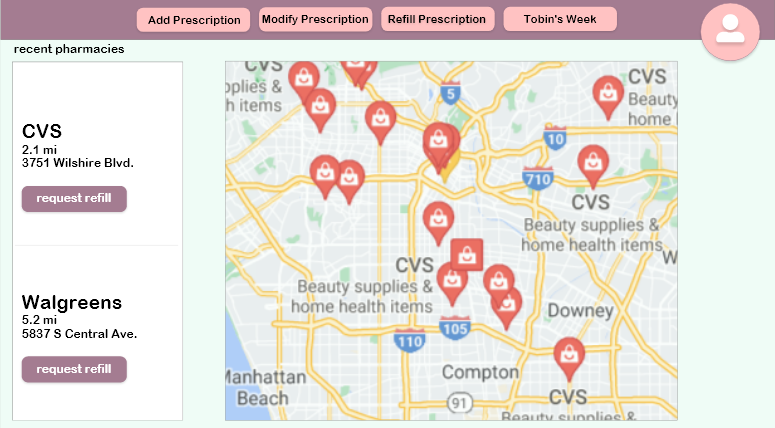 Add Prescription
Modify Prescription
Refill Prescription
Tobin's Week
recent pharmacies
CVS
2.1 mi
3751 Wilshire Blvd.
request refill
Walgreens
5.2 mi
5837 S Central Ave.
request refill
CVS
plies &
h items
5
CVS
Beauty
home
10
710
CVS
Beauty supplies &
home health items
W
CVS
Beauty supplies &
home health items
Downey
105
110
Manhattan
Beach
Compton
91
CVS
Beauty supplies &